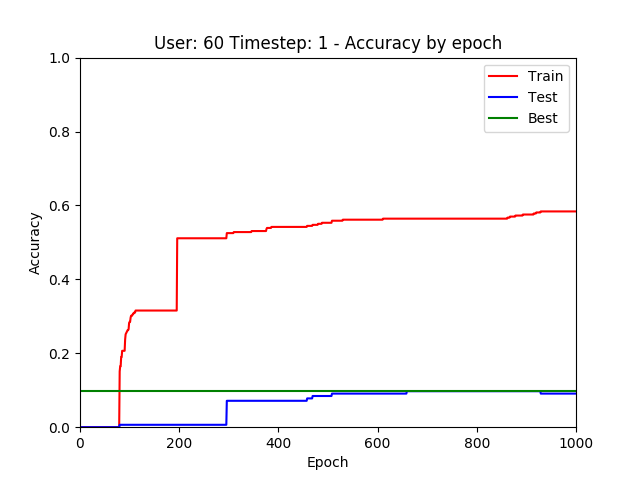 User: 60 Timestep: 1 - Accuracy by epoch
1.0
0.8
0.6
0.4
0.2
0.0
Accuracy
Train
Test
Best
0 200 400 600 800 1000
Epoch